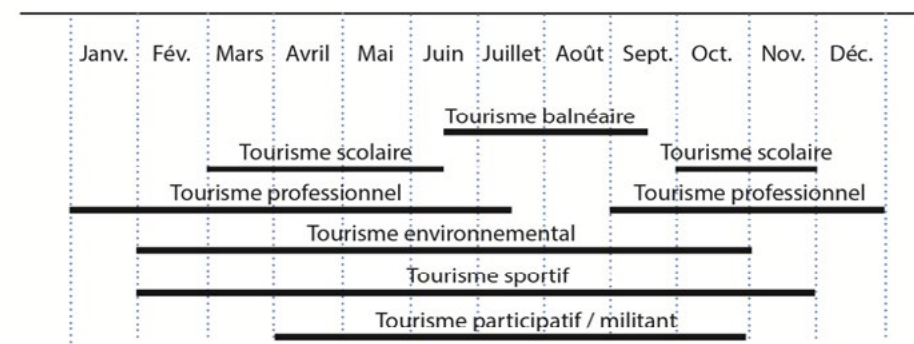 Janv. Fév. Mars Avril Mai Juin Juillet Août Sept. Oct. Nov. Déc.
Tourisme balnéaire
Tourisme scolaire Tourisme scolaire
Tourisme professionnel Tourisme professionnel
Tourisme environnemental
Tourisme sportif
Tourisme participatif / militant